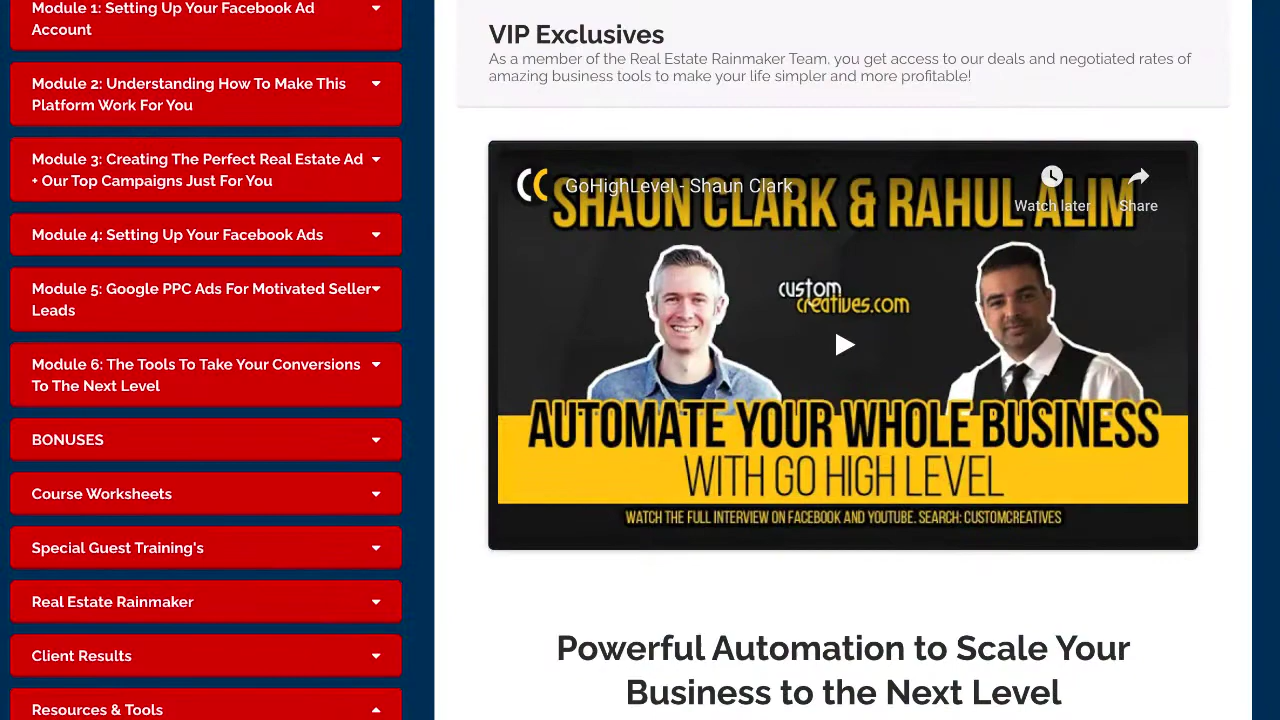 Module 1: Setting Up Your Facebook Ad
Account
Module 2: Understanding How To Make This
Platform Work For You
Module 3: Creating The Perfect Real Estate Ad
+ Our Top Campaigns Just For You
Module 4: Setting Up Your Facebook Ads
Module 5: Google PPC Ads For Motivated Seller
Leads
Module 6: The Tools To Take Your Conversions
To The Next Level
BONUSES
Course Worksheets
Special Guest Training's
Real Estate Rainmaker
Client Results
Resources & Tools
VIP Exclusives
As a member of the Real Estate Rainmaker Team, you get access to our deals and negotiated rates of
amazing business tools to make your life simpler and more profitable!
GoHighLevel - Shaun Clark
Watch later
Share
SHAUN CLARK & RAHUL ALIM
custom
creatives.com
AUTOMATE YOUR WHOLE BUSINESS
WITH GO HIGH LEVEL
WATCH THE FULL INTERVIEW ON FACEBOOK AND YOUTUBE. SEARCH: CUSTOMCREATIVES
Powerful Automation to Scale Your
Business to the Next Level